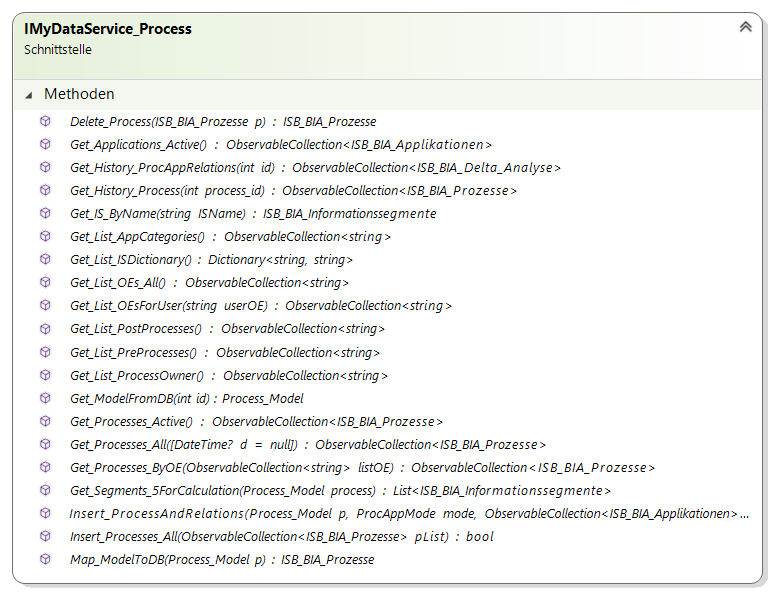 IMyDataService_Process
Schnittstelle
Methoden
Delete_Process(ISB_BIA_Prozesse p) : ISB_BIA_Prozesse
Get_Applications_Active() : ObservableCollection<ISB_BIA_Applikationen>
Get_History_ProcAppRelations(int id) : ObservableCollection<ISB_BIA_Delta_Analyse>
Get_History_Process(int process_id) : ObservableCollection<ISB_BIA_Prozesse>
Get_IS_ByName(string ISName) : ISB_BIA_Informationssegmente
Get_List_AppCategories() : ObservableCollection<string>
Get_List_ISDictionary() : Dictionary<string, string>
Get_List_OEs_All() : ObservableCollection<string>
Get_List_OEsForUser(string userOE) : ObservableCollection<string>
Get_List_PostProcesses() : ObservableCollection<string>
Get_List_PreProcesses() : ObservableCollection<string>
Get_List_ProcessOwner() : ObservableCollection<string>
Get_ModelFromDB(int id) : Process_Model
Get_Processes_Active() : ObservableCollection<ISB_BIA_Prozesse>
Get_Processes_All([DateTime? d = null]) : ObservableCollection<ISB_BIA_Prozesse>
Get_Processes_ByOE(ObservableCollection<string> listOE) : ObservableCollection<ISB_BIA_Prozesse>
Get_Segments_5ForCalculation(Process_Model process) : List<ISB_BIA_Informationssegmente>
Insert_ProcessAndRelations(Process_Model p, ProcAppMode mode, ObservableCollection<ISB_BIA_Applikationen>...
Insert_Processes_All(ObservableCollection<ISB_BIA_Prozesse> pList) : bool
Map_ModelToDB(Process_Model p) : ISB_BIA_Prozesse